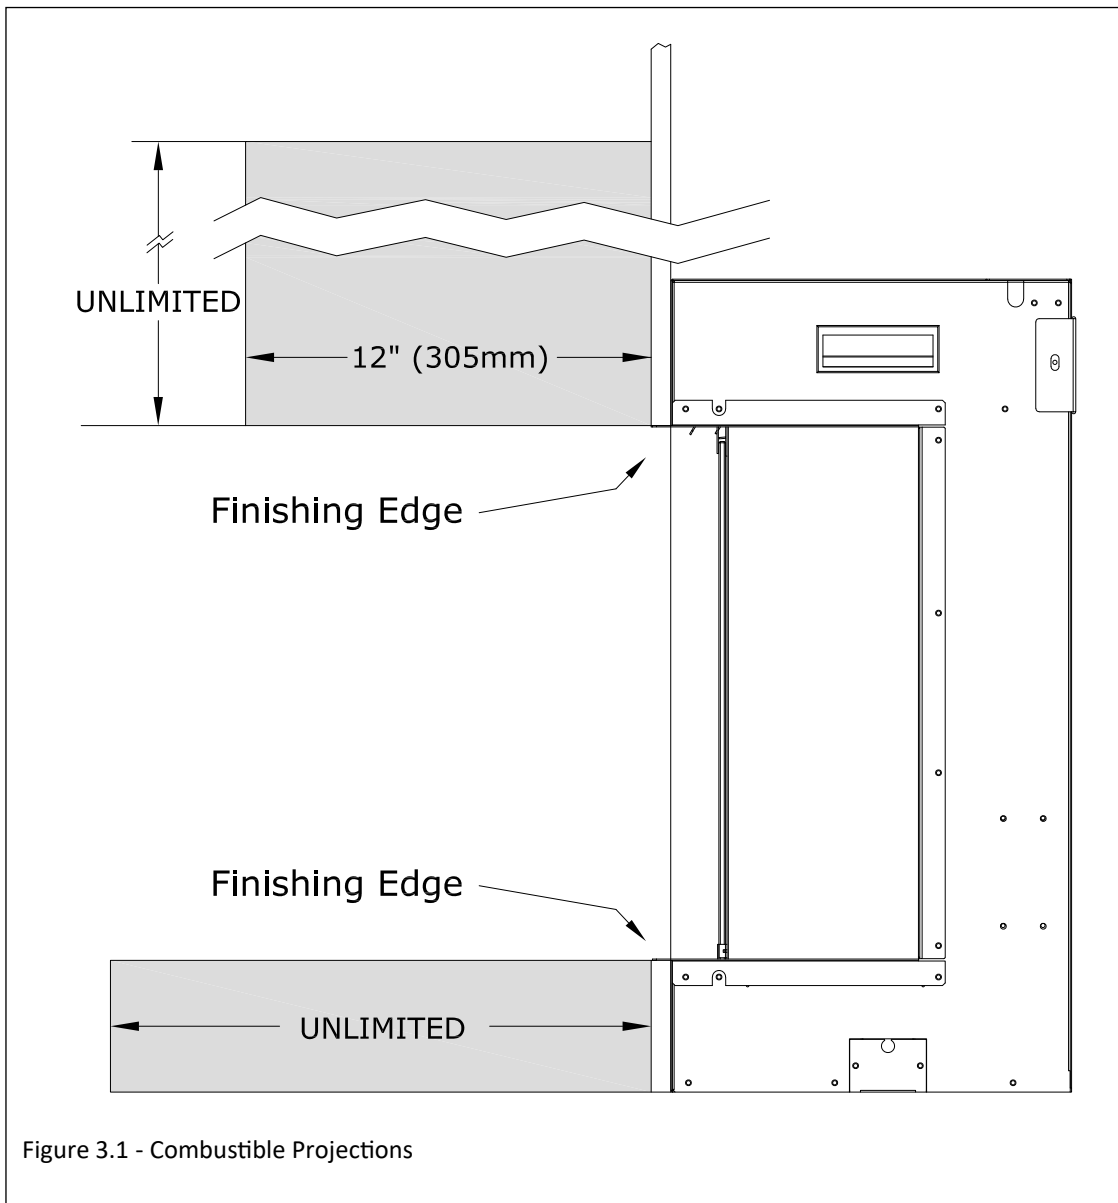 UNLIMITED
12" (305mm)
Finishing Edge
Finishing Edge
UNLIMITED
Figure 3.1 - Combustible Projections